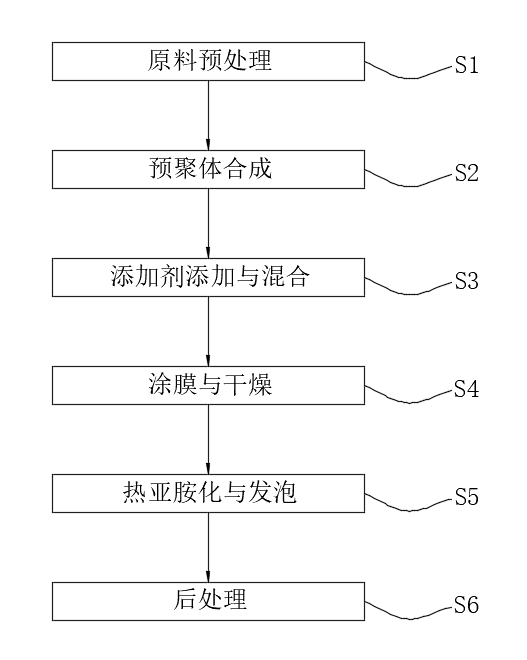 原料预处理 S1
预聚体合成 S2
添加剂添加与混合 S3
涂膜与干燥 S4
热亚胺化与发泡 S5
后处理 S6